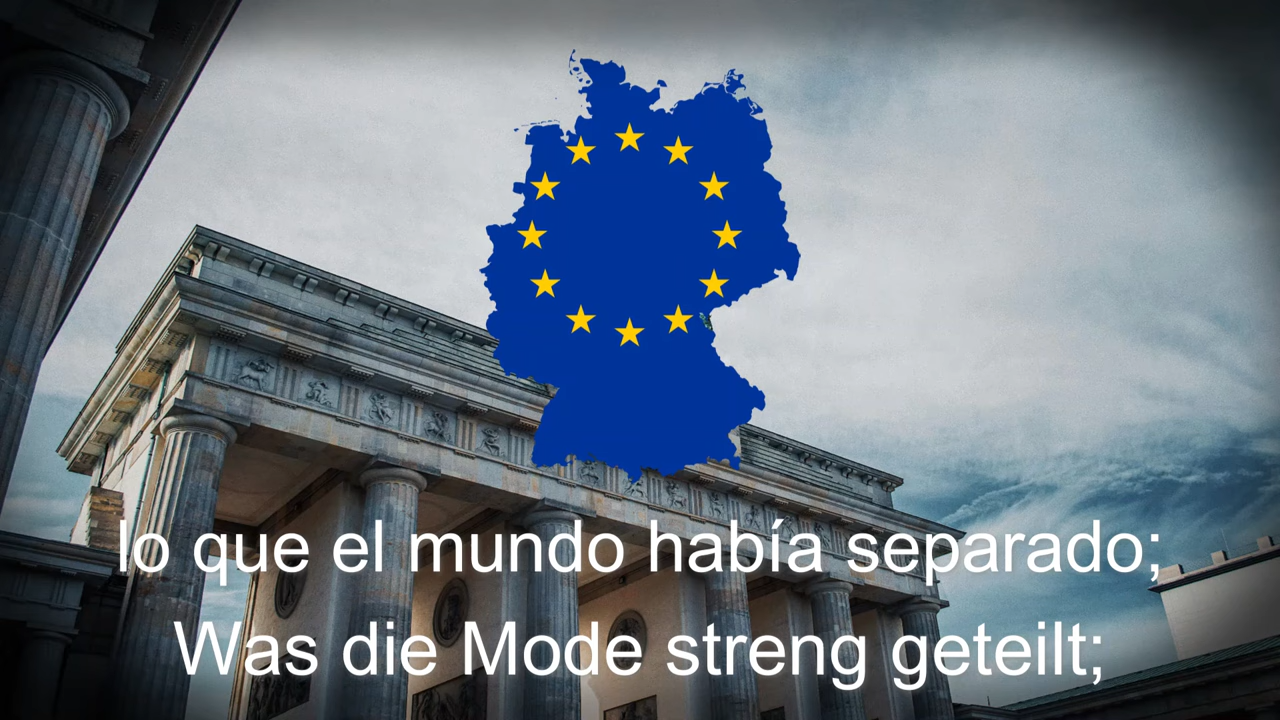 lo que el mundo había separado;
Was die Mode streng geteilt;